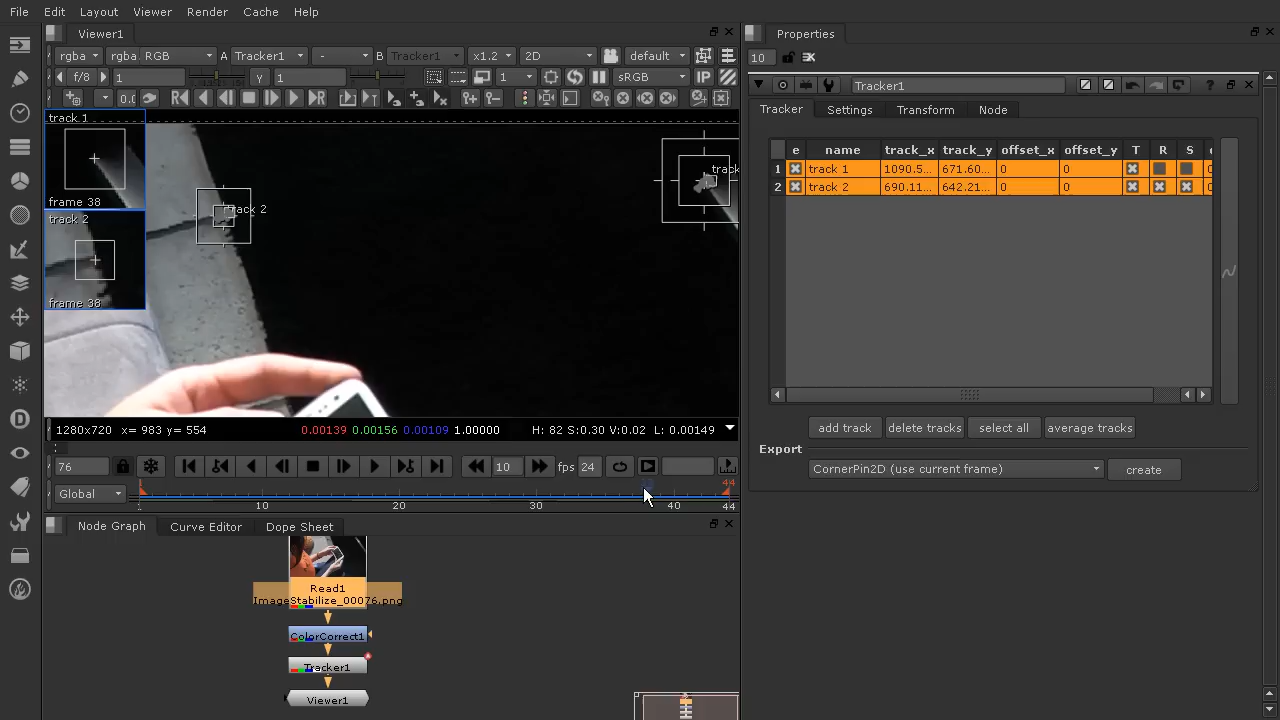 File Edit Layout Viewer Render Cache Help
Viewer1
Properties
rgba rgba. RGB A Tracker1 - B Tracker1 x1.2 2D default
10
f/8 1 Y 1 1 sRGB IP
Tracker1
0.0
Tracker Settings Transform Node
track 1
frame 38
track 2
frame 38
track 2
track
e name track_x track_y offset_x offset_y T R S
1 track 1 1090.5... 671.60... 0 0
2 track 2 690.11... 642.21... 0 0
add track delete tracks select all average tracks
Export
CornerPin2D (use current frame) create
1280x720 x= 983 y= 554 0.00139 0.00156 0.00109 1.00000 H: 82 S:0.30 V:0.02 L: 0.00149
76 10 fps 24
Global 1 10 20 30 40 44
44
Node Graph Curve Editor Dope Sheet
Read1
ImageStabilize_00076.png
ColorCorrect1
Tracker1
Viewer1